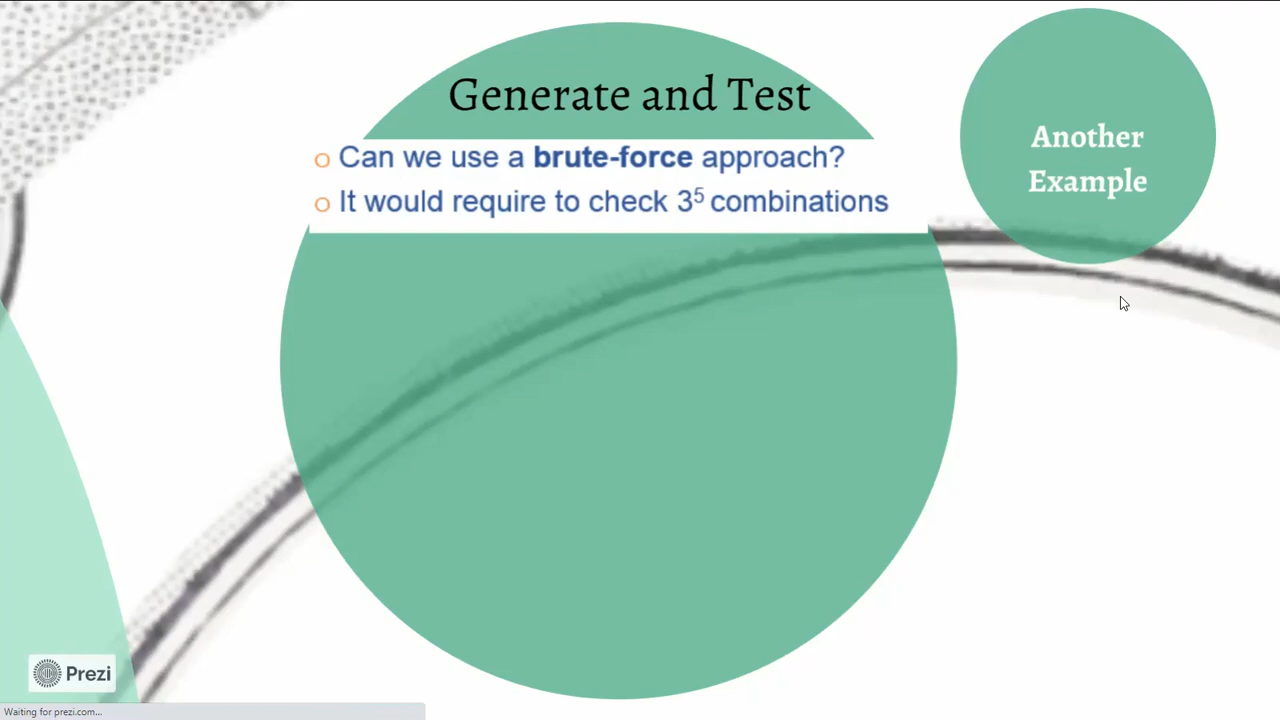 Generate and Test
o Can we use a brute-force approach?
o It would require to check 3⁵ combinations
Another
Example
Prezi
Waiting for prezi.com...